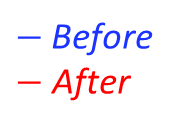 — Before
— After